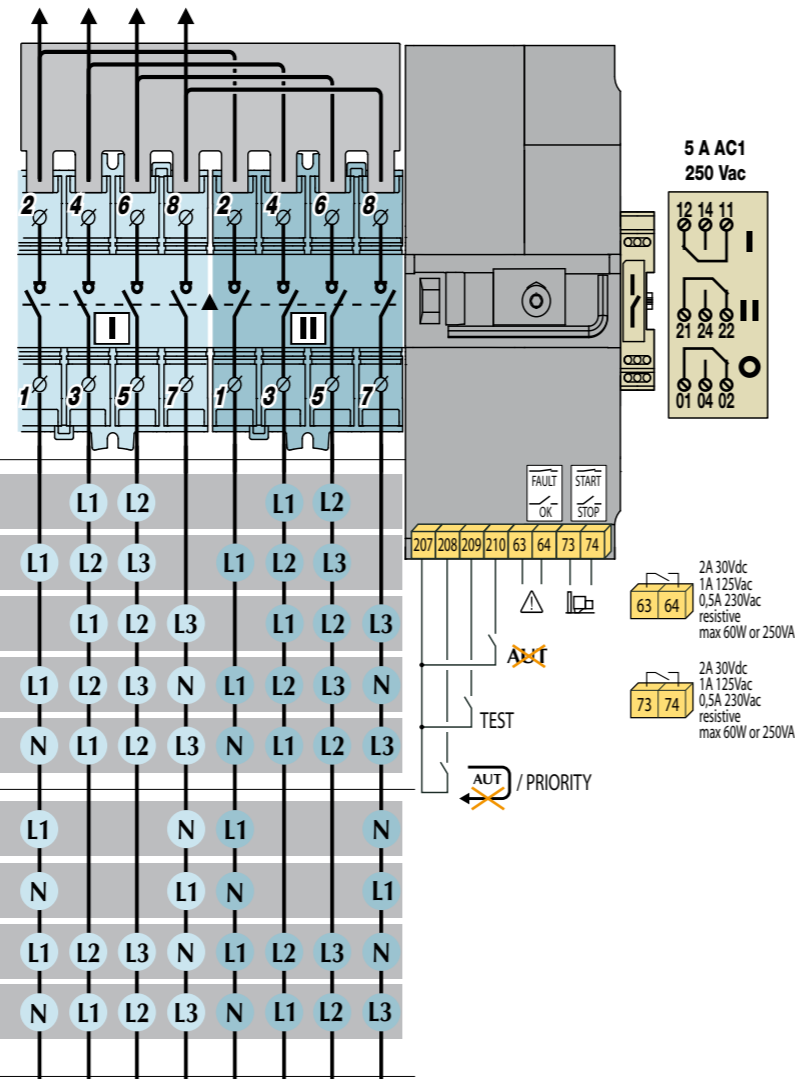 5 A AC1
250 Vac
2 4 6 8 2 4 6 8
12 14 11
I
21 24 22
II
01 04 02
O
I II
1 3 5 7 1 3 5 7
FAULT
OK
START
STOP
207 208 209 210 63 64 73 74
L1 L2 L1 L2
L1 L2 L3 L1 L2 L3
L1 L2 L3 L1 L2 L3
L1 L2 L3 N L1 L2 L3 N
N L1 L2 L3 N L1 L2 L3
L1 N L1 N
N L1 N L1
L1 L2 L3 N L1 L2 L3 N
N L1 L2 L3 N L1 L2 L3
AUT
TEST
AUT / PRIORITY
63 64
2A 30Vdc
1A 125Vac
0,5A 230Vac
resistive
max 60W or 250VA
73 74
2A 30Vdc
1A 125Vac
0,5A 230Vac
resistive
max 60W or 250VA